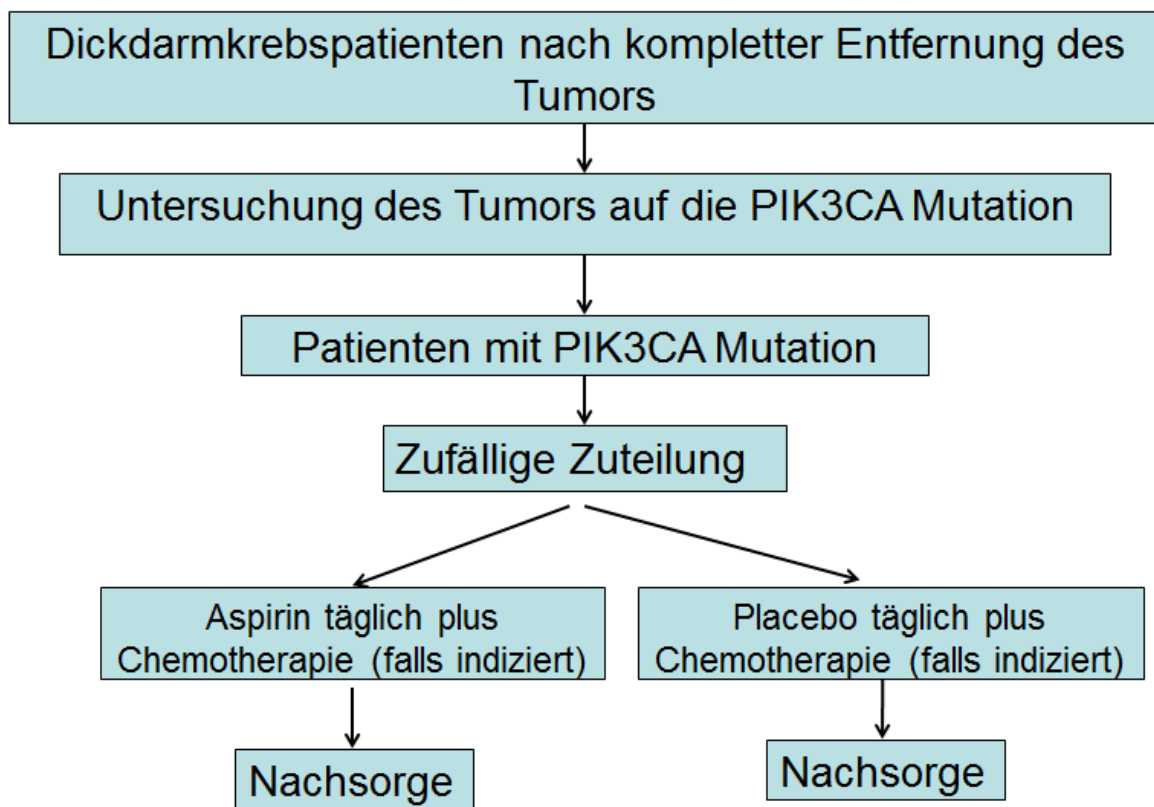 Dickdarmkrebspatienten nach kompletter Entfernung des
Tumors
Untersuchung des Tumors auf die PIK3CA Mutation
Patienten mit PIK3CA Mutation
Zufällige Zuteilung
Aspirin täglich plus
Chemotherapie (falls indiziert)
Placebo täglich plus
Chemotherapie (falls indiziert)
Nachsorge
Nachsorge